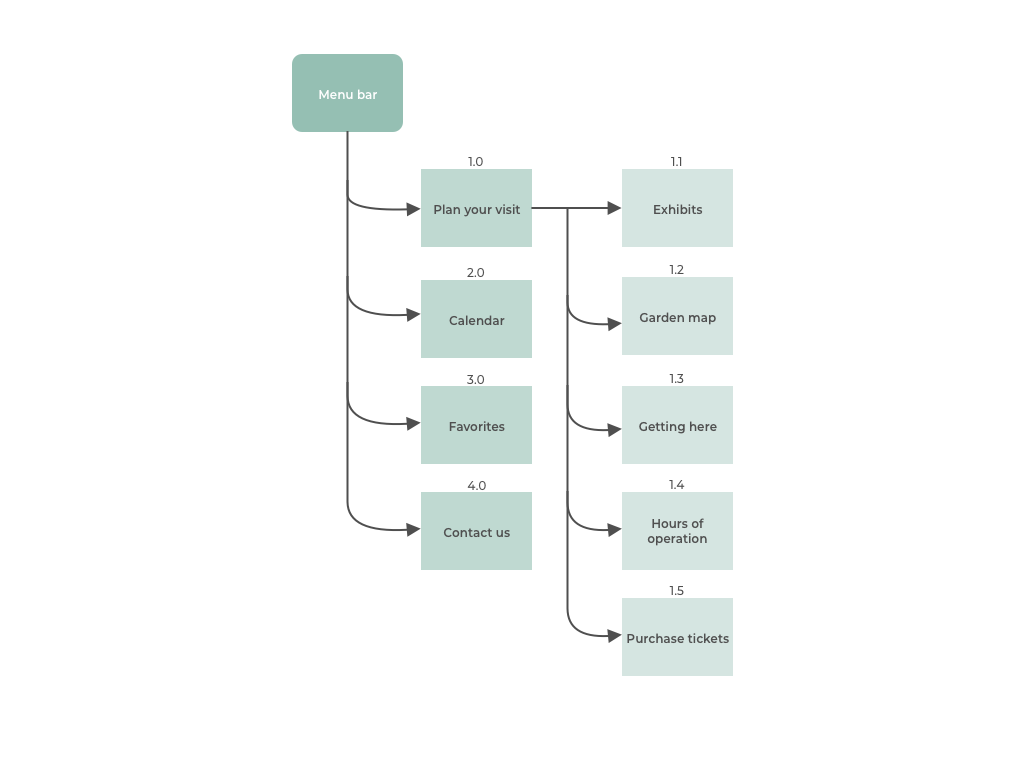 Menu bar
1.0
Plan your visit
1.1
Exhibits
2.0
Calendar
1.2
Garden map
3.0
Favorites
1.3
Getting here
4.0
Contact us
1.4
Hours of
operation
1.5
Purchase tickets